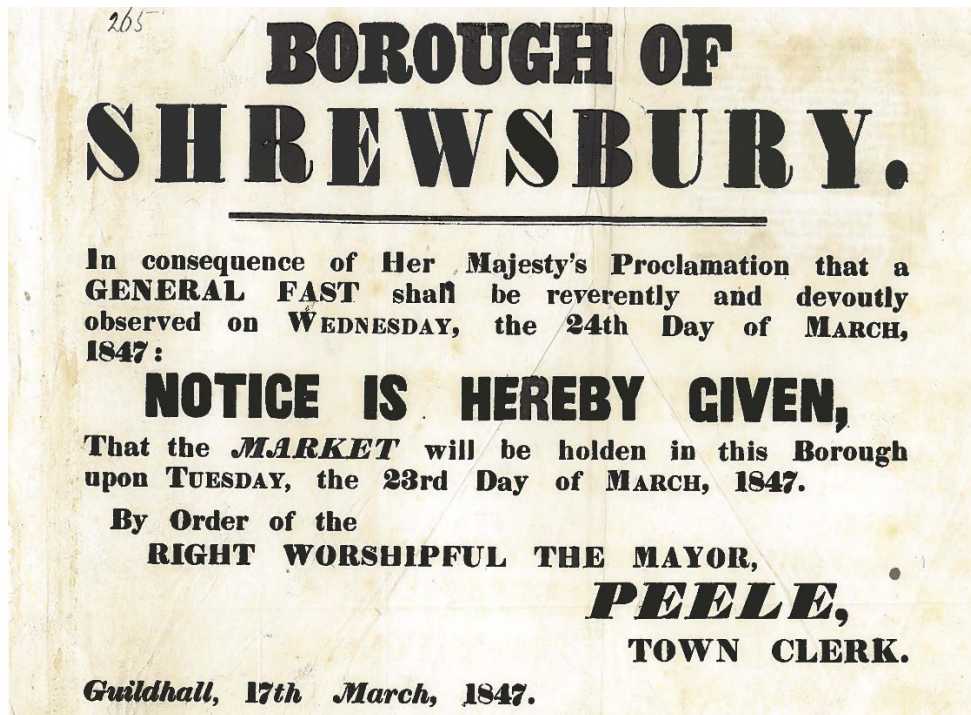 265
BOROUGH OF
SHREWSBURY.
In consequence of Her Majesty's Proclamation that a
GENERAL FAST shall be reverently and devoutly
observed on WEDNESDAY, the 24th Day of MARCH,
1847:
NOTICE IS HEREBY GIVEN,
That the MARKET will be holden in this Borough
upon TUESDAY, the 23rd Day of MARCH, 1847.
By Order of the
RIGHT WORSHIPFUL THE MAYOR,
PEELE,
TOWN CLERK.
Guildhall, 17th March, 1847.